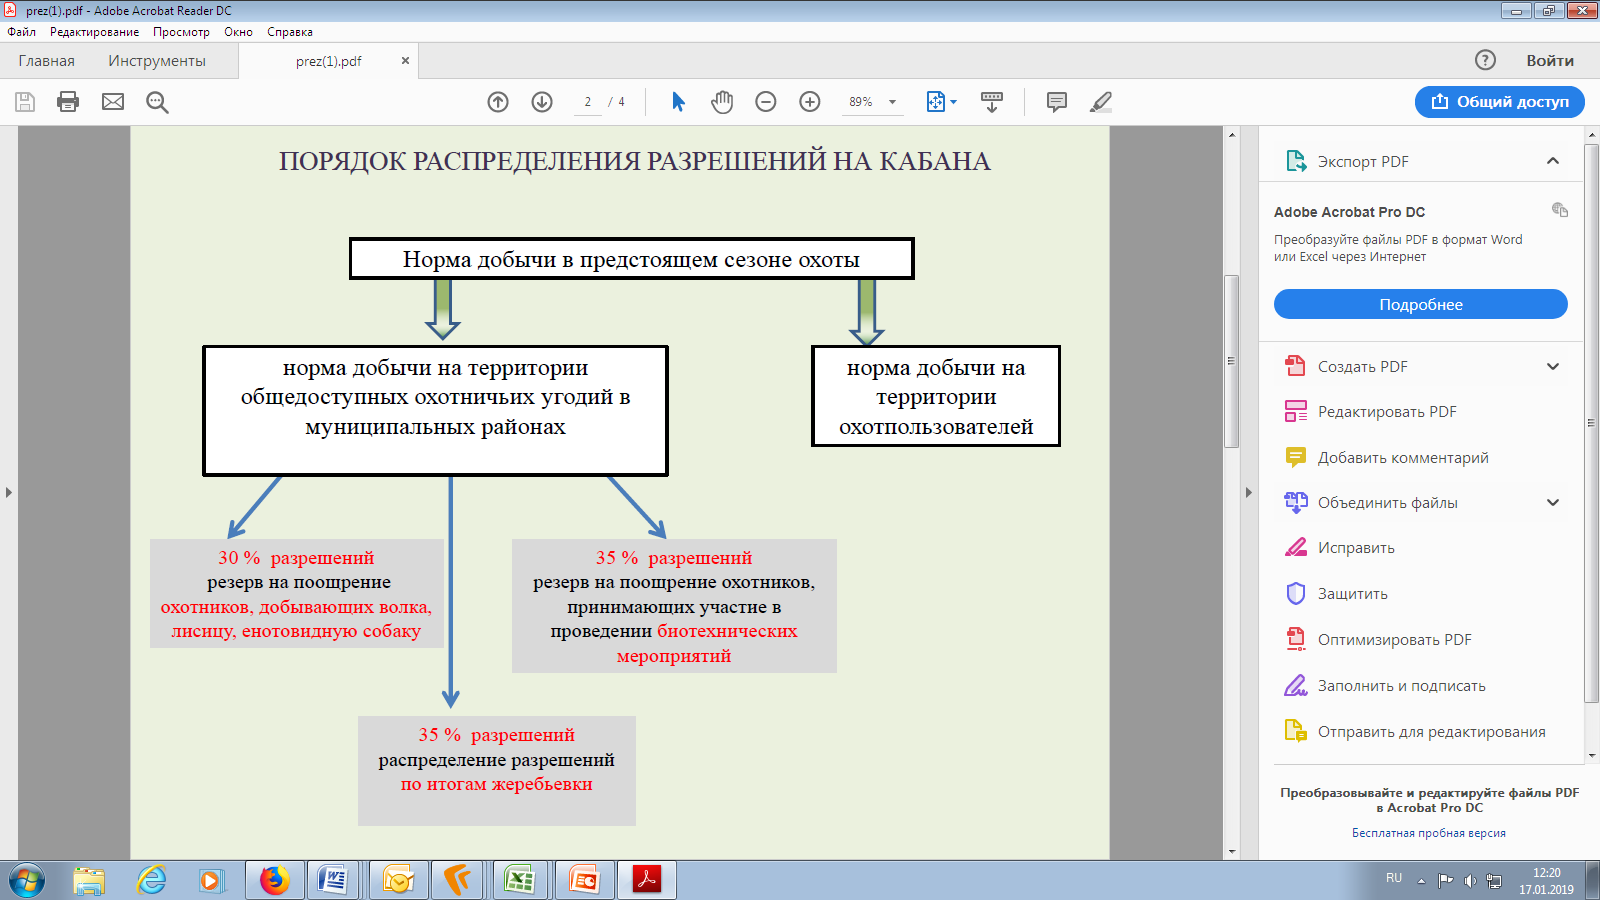 prez(1).pdf - Adobe Acrobat Reader DC
Файл Редактирование Просмотр Окно Справка
Главная Инструменты prez(1).pdf × Войти
2 / 4 89% Общий доступ
ПОРЯДОК РАСПРЕДЕЛЕНИЯ РАЗРЕШЕНИЙ НА КАБАНА
Норма добычи в предстоящем сезоне охоты
норма добычи на территории
общедоступных охотничьих угодий в
муниципальных районах
норма добычи на
территории
охотпользователей
30 % разрешений
резерв на поощрение
охотников, добывающих волка,
лисицу, енотовидную собаку
35 % разрешений
резерв на поощрение охотников,
принимающих участие в
проведении биотехнических
мероприятий
35 % разрешений
распределение разрешений
по итогам жеребьевки
Экспорт PDF
Adobe Acrobat Pro DC
Преобразуйте файлы PDF в формат Word
или Excel через Интернет
Подробнее
Создать PDF
Редактировать PDF
Добавить комментарий
Объединить файлы
Исправить
Защитить
Оптимизировать PDF
Заполнить и подписать
Отправить для редактирования
Преобразовывайте и редактируйте файлы PDF
в Acrobat Pro DC
Бесплатная пробная версия
RU
12:20
17.01.2019